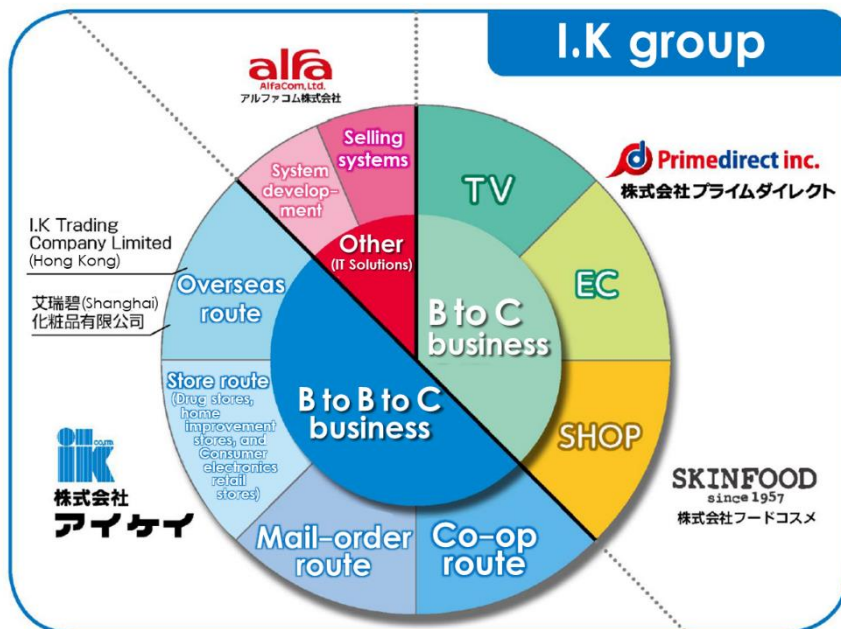 I.K group
alfa
AlfaCom,Ltd.
アルファコム株式会社
Selling
systems
System
develop-
ment
Other
(IT Solutions)
TV
EC
SHOP
B to C
business
Primedirect inc.
株式会社プライムダイレクト
SKINFOOD
since 1957
株式会社フードコスメ
I.K Trading
Company Limited
(Hong Kong)
艾瑞碧(Shanghai)
化粧品有限公司
Overseas
route
Store route
(Drug stores,
home
improvement
stores, and
Consumer
electronics
retail
stores)
B to B to C
business
Mail-order
route
Co-op
route
ik
株式会社
アイケイ